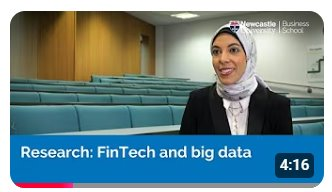 Newcastle University | Business School
Research: FinTech and big data
4:16